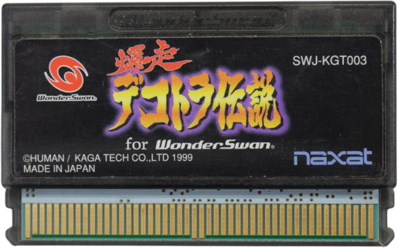 SWJ-KGT003
爆走
デコトラ伝説
WonderSwan
for WonderSwan
©HUMAN / KAGA TECH CO.,LTD 1999
MADE IN JAPAN
naxat